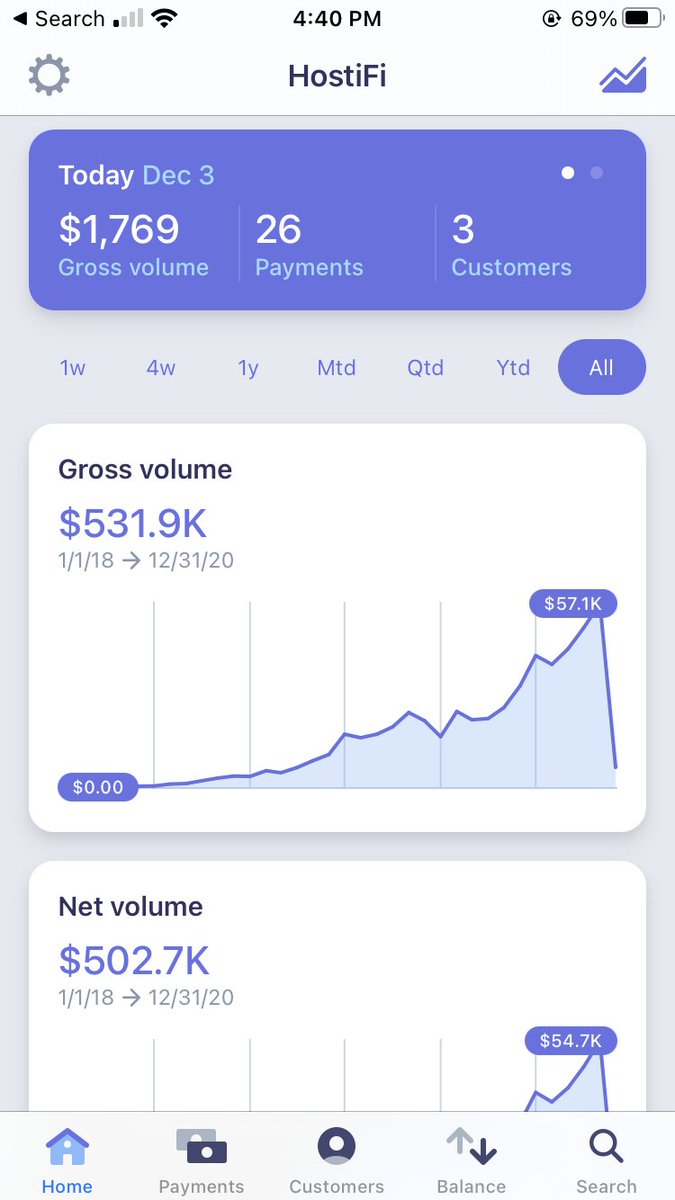 Search 4:40 PM 69%
HostiFi
Today Dec 3
$1,769 26 3
Gross volume Payments Customers
1w 4w 1y Mtd Qtd Ytd All
Gross volume
$531.9K
1/1/18 → 12/31/20
$57.1K
$0.00
Net volume
$502.7K
1/1/18 → 12/31/20
$54.7K
Home Payments Customers Balance Search